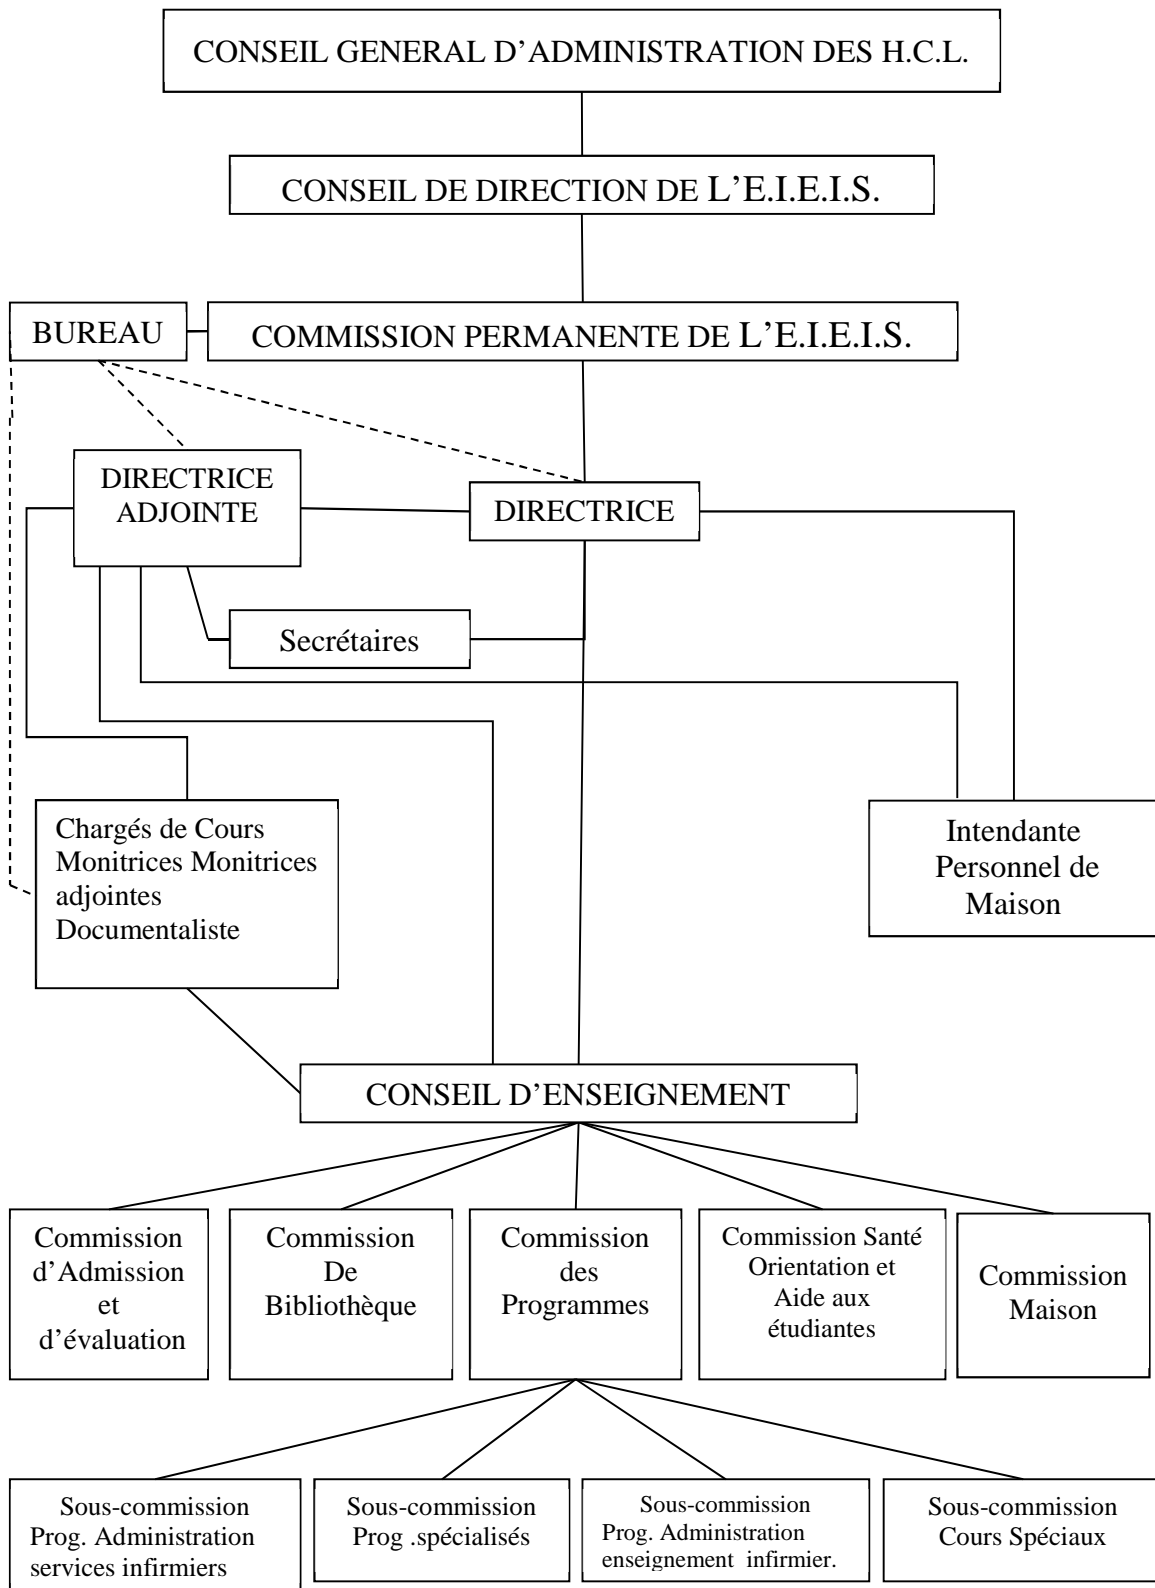 CONSEIL GENERAL D’ADMINISTRATION DES H.C.L.
CONSEIL DE DIRECTION DE L’E.I.E.I.S.
BUREAU
COMMISSION PERMANENTE DE L’E.I.E.I.S.
DIRECTRICE
ADJOINTE
DIRECTRICE
Secrétaires
Chargés de Cours
Monitrices Monitrices
adjointes
Documentaliste
Intendante
Personnel de
Maison
CONSEIL D’ENSEIGNEMENT
Commission
d’Admission
et
d’évaluation
Commission
De
Bibliothèque
Commission
des
Programmes
Commission Santé
Orientation et
Aide aux
étudiantes
Commission
Maison
Sous-commission
Prog. Administration
services infirmiers
Sous-commission
Prog .spécialisés
Sous-commission
Prog. Administration
enseignement infirmier.
Sous-commission
Cours Spéciaux